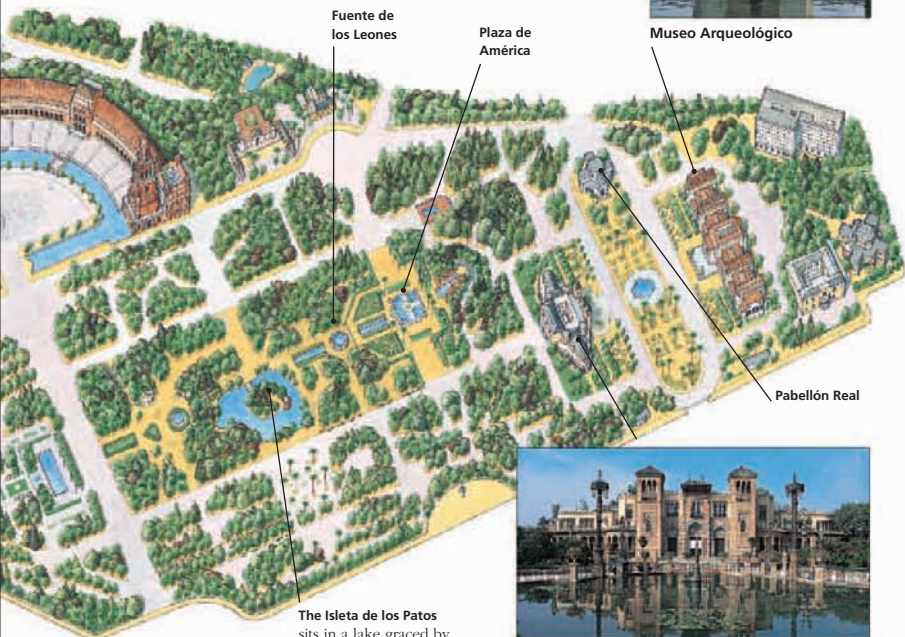 Fuente de
los Leones
Plaza de
América
Museo Arqueológico
Pabellón Real
The Isleta de los Patos
sits in a lake graced by